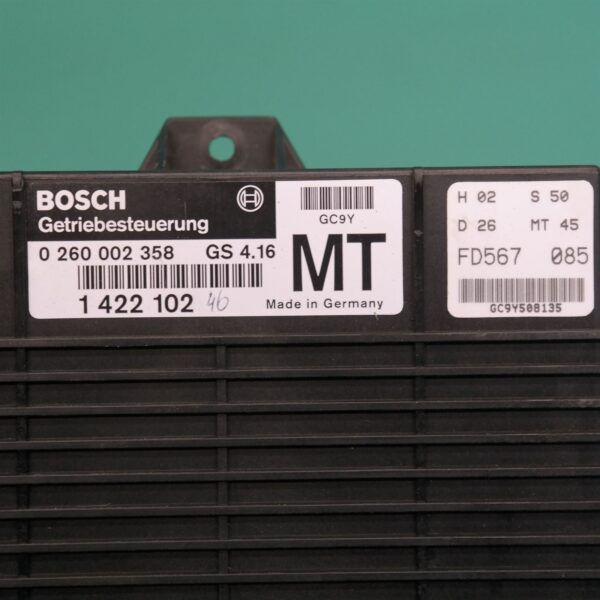 BOSCH
Getriebesteuerung
0 260 002 358 GS 4.16
1 422 102 46
GC9Y
MT
Made in Germany
H 02 S 50
D 26 MT 45
FD567 085
GC9Y508135